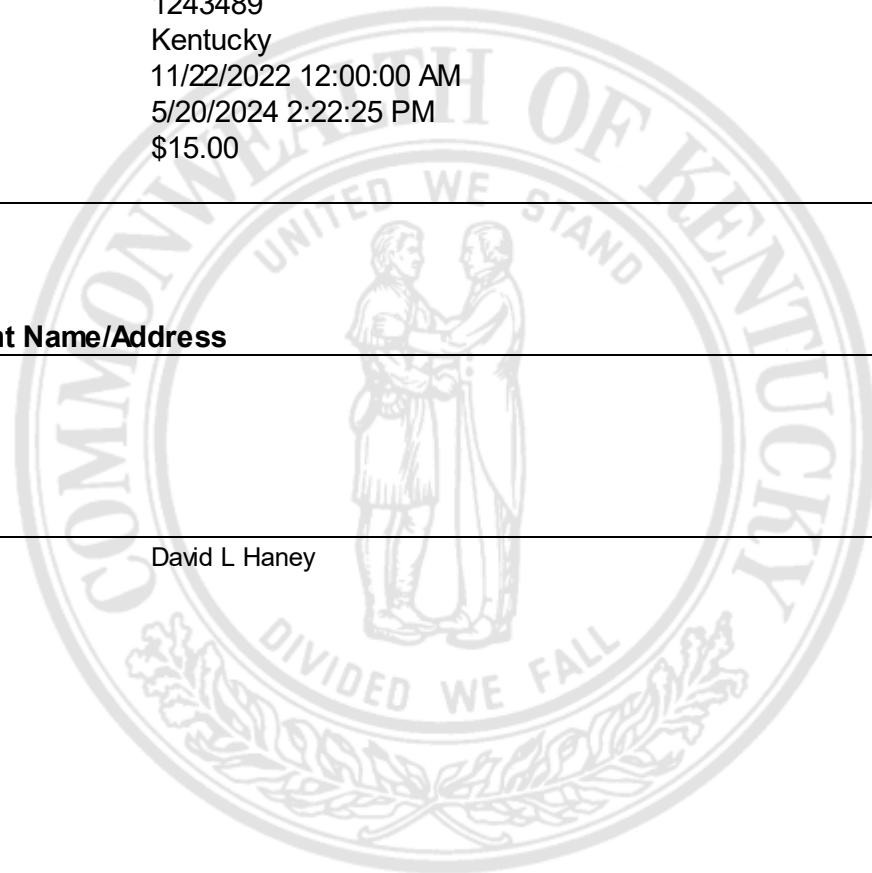 1243489
Kentucky
11/22/2022 12:00:00 AM
5/20/2024 2:22:25 PM
$15.00
COMMONWEALTH OF KENTUCKY
UNITED WE STAND
nt Name/Address
David L Haney
DIVIDED WE FALL